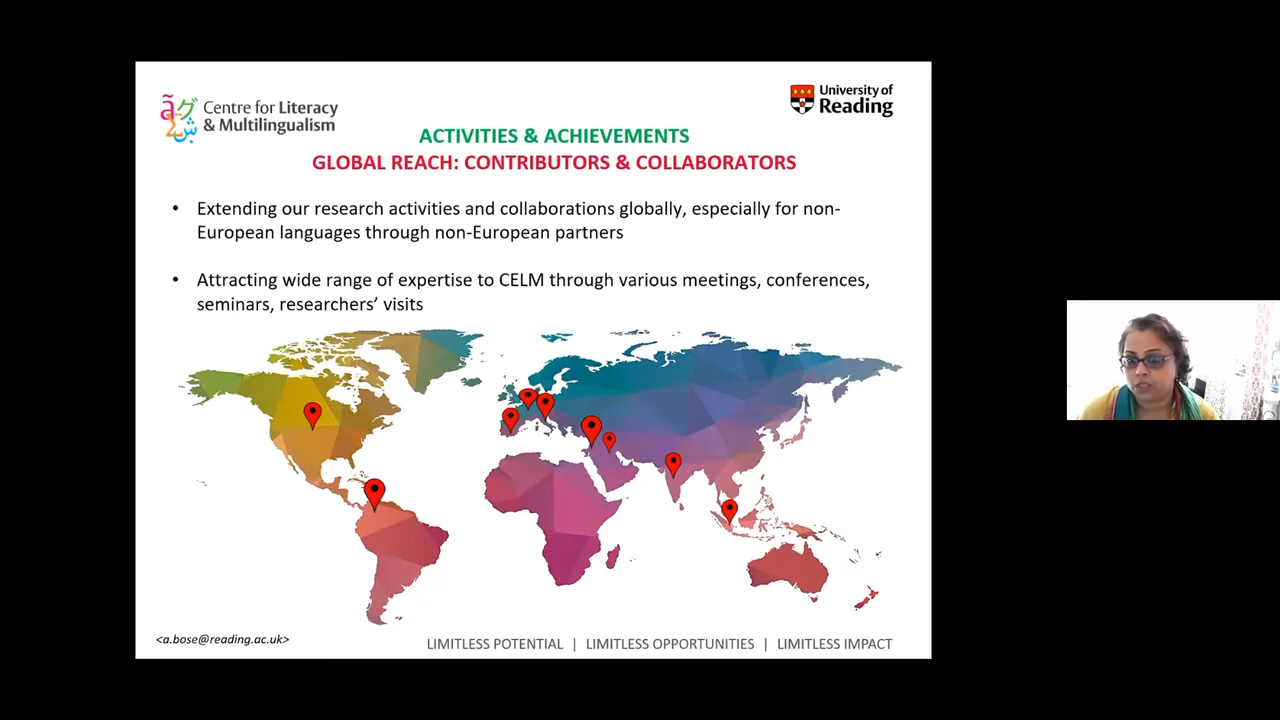 Centre for Literacy
& Multilingualism
University of
Reading
ACTIVITIES & ACHIEVEMENTS
GLOBAL REACH: CONTRIBUTORS & COLLABORATORS
• Extending our research activities and collaborations globally, especially for non-
European languages through non-European partners
• Attracting wide range of expertise to CELM through various meetings, conferences,
seminars, researchers’ visits
<a.bose@reading.ac.uk>
LIMITLESS POTENTIAL | LIMITLESS OPPORTUNITIES | LIMITLESS IMPACT